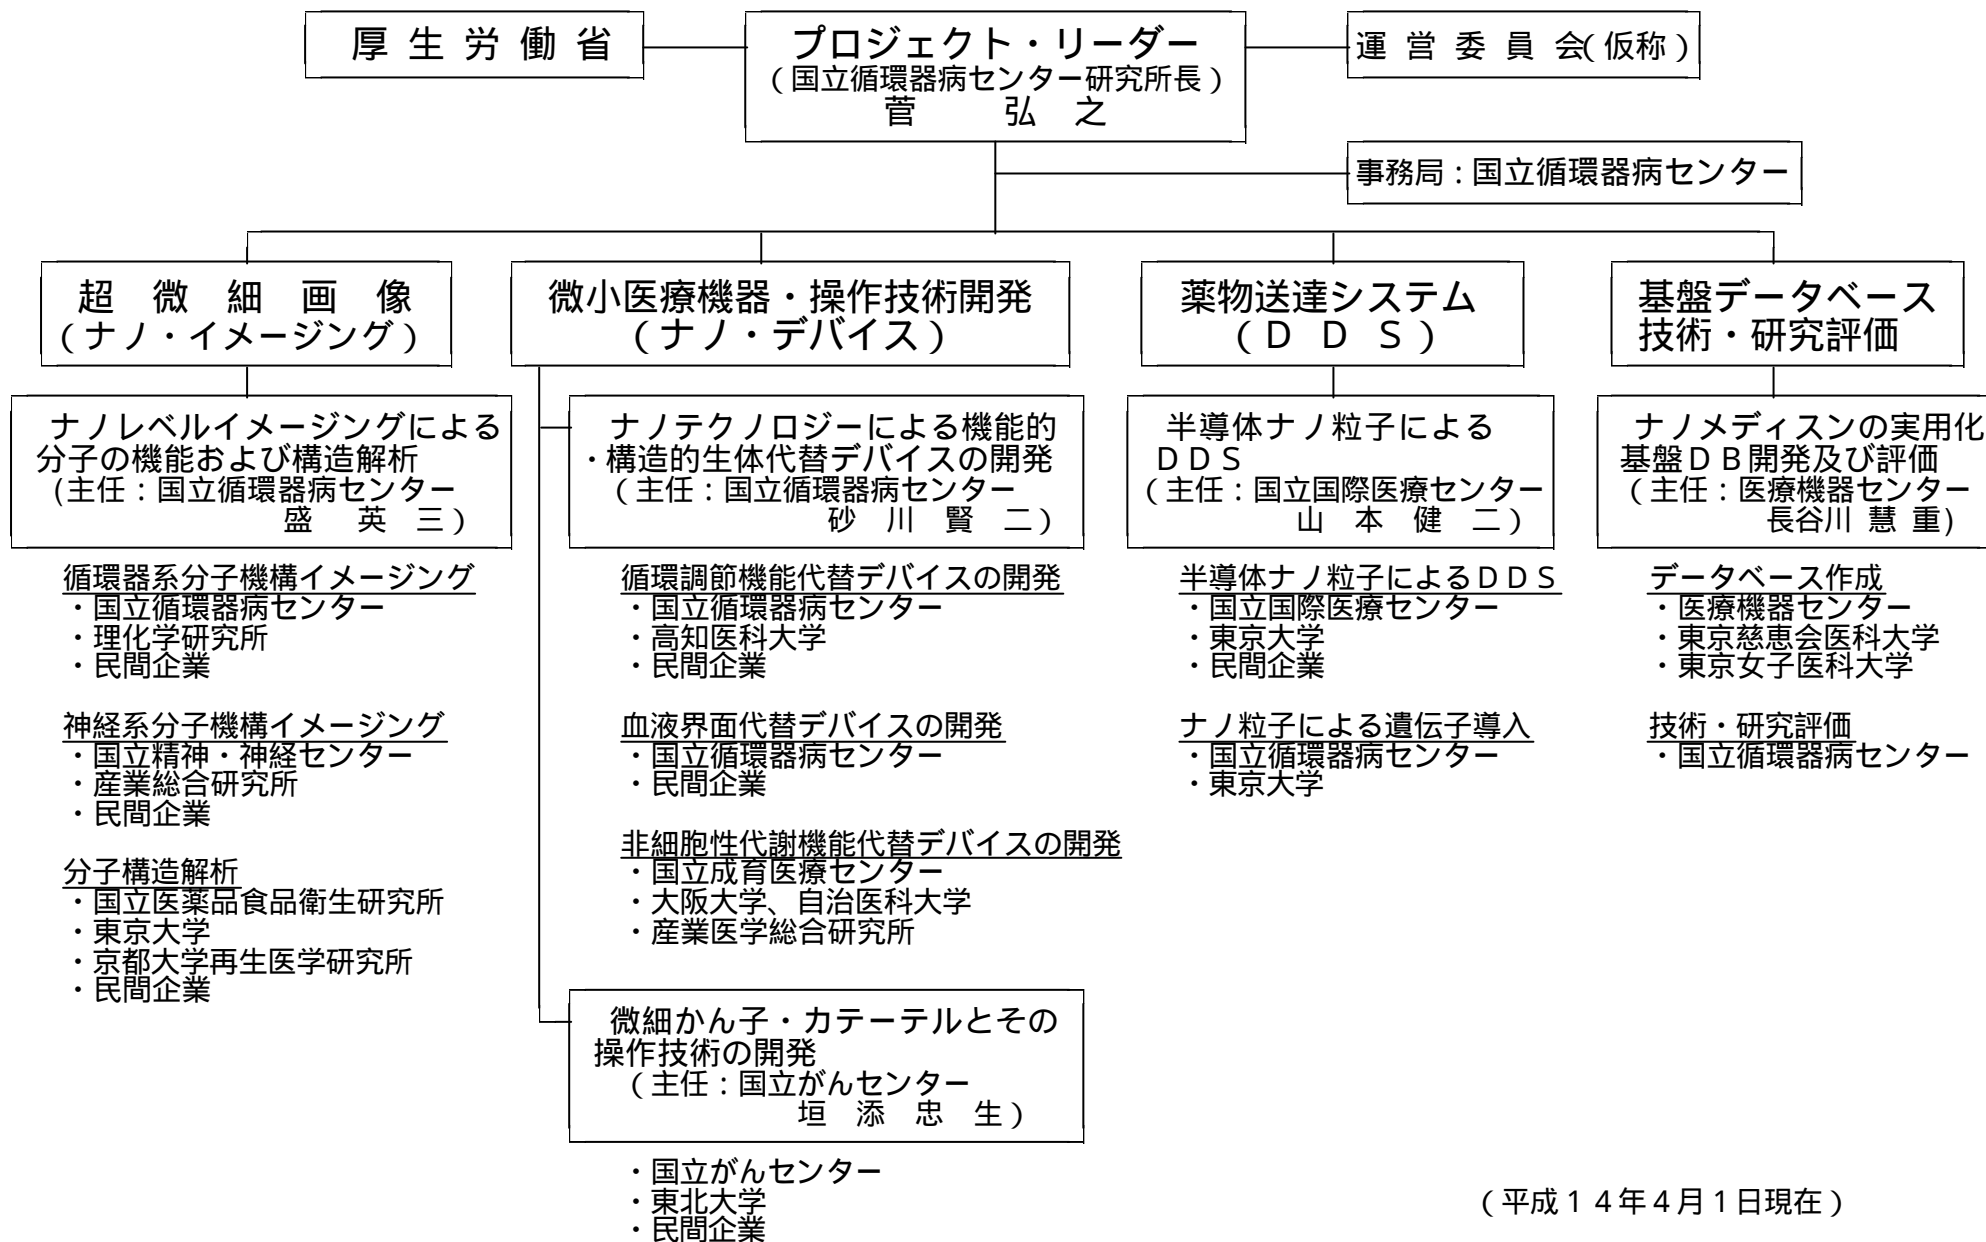 厚 生 労 働 省
プロジェクト・リーダー
（国立循環器病センター研究所長）
菅　　弘　之
運 営 委 員 会（仮称）
事務局：国立循環器病センター
超　微　細　画　像
（ナノ・イメージング）
ナノレベルイメージングによる
分子の機能および構造解析
（主任：国立循環器病センター
盛　英　三）
循環器系分子機構イメージング
・国立循環器病センター
・理化学研究所
・民間企業
神経系分子機構イメージング
・国立精神・神経センター
・産業総合研究所
・民間企業
分子構造解析
・国立医薬品食品衛生研究所
・東京大学
・京都大学再生医学研究所
・民間企業
微小医療機器・操作技術開発
（ナノ・デバイス）
ナノテクノロジーによる機能的
・構造的生体代替デバイスの開発
（主任：国立循環器病センター
砂　川　賢　二）
循環調節機能代替デバイスの開発
・国立循環器病センター
・高知医科大学
・民間企業
血液界面代替デバイスの開発
・国立循環器病センター
・民間企業
非細胞性代謝機能代替デバイスの開発
・国立成育医療センター
・大阪大学、自治医科大学
・産業医学総合研究所
微細かん子・カテーテルとその
操作技術の開発
（主任：国立がんセンター
垣　添　忠　生）
・国立がんセンター
・東北大学
・民間企業
薬物送達システム
（Ｄ　Ｄ　Ｓ）
半導体ナノ粒子による
ＤＤＳ
（主任：国立国際医療センター
山　本　健　二）
半導体ナノ粒子によるＤＤＳ
・国立国際医療センター
・東京大学
・民間企業
ナノ粒子による遺伝子導入
・国立循環器病センター
・東京大学
基盤データベース
技術・研究評価
ナノメディスンの実用化
基盤ＤＢ開発及び評価
（主任：医療機器センター
長谷川 慧 重）
データベース作成
・医療機器センター
・東京慈恵会医科大学
・東京女子医科大学
技術・研究評価
・国立循環器病センター
（平成１４年４月１日現在）